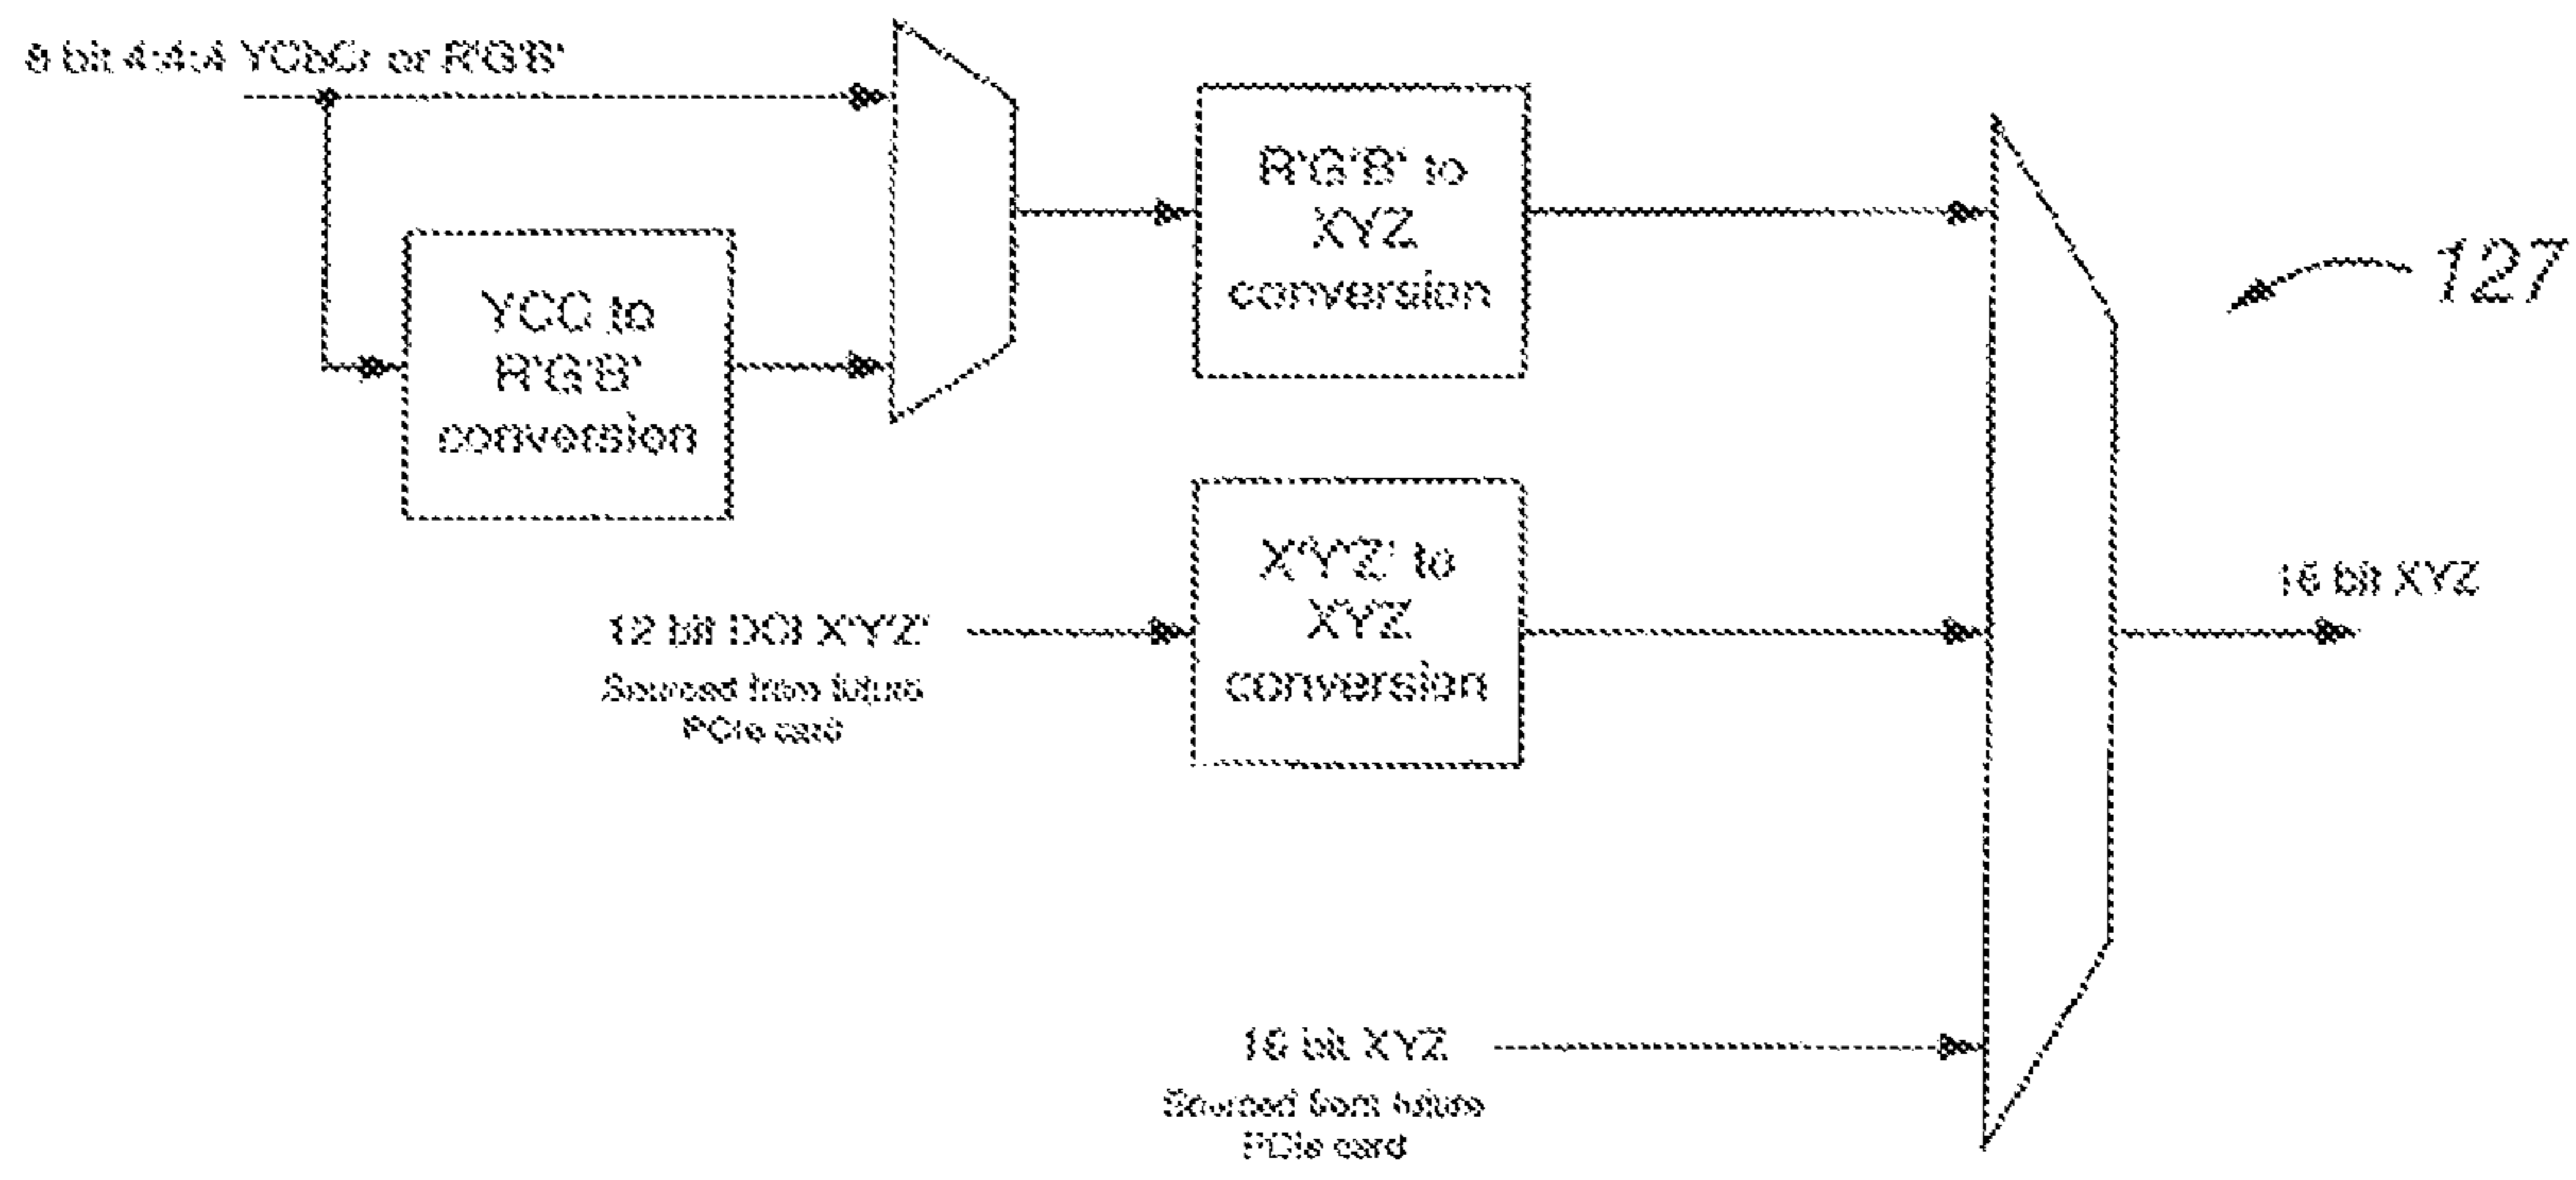 8 bit 4:4:4 YCbCr or R'G'B'
R'G'B' to
XYZ
conversion
127
YCC to
R'G'B'
conversion
X'Y'Z' to
XYZ
conversion
16 bit XYZ
12 bit DCI X'Y'Z'
Sourced from future
PCIe card
16 bit XYZ
Sourced from future
PCIe card